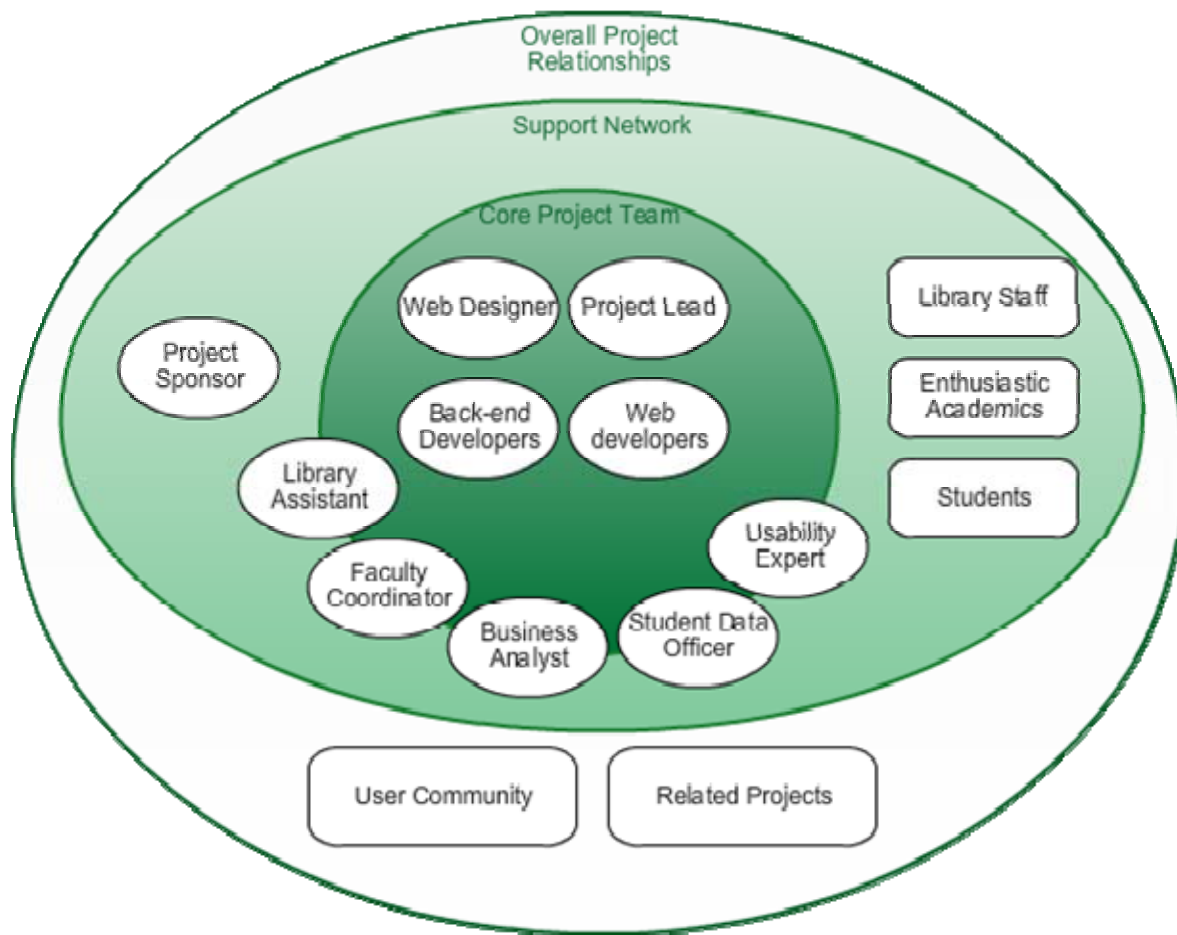 Overall Project
Relationships
Support Network
Core Project Team
Web Designer
Project Lead
Library Staff
Project
Sponsor
Enthusiastic
Academics
Back-end
Developers
Web
developers
Library
Assistant
Students
Usability
Expert
Faculty
Coordinator
Business
Analyst
Student Data
Officer
User Community
Related Projects